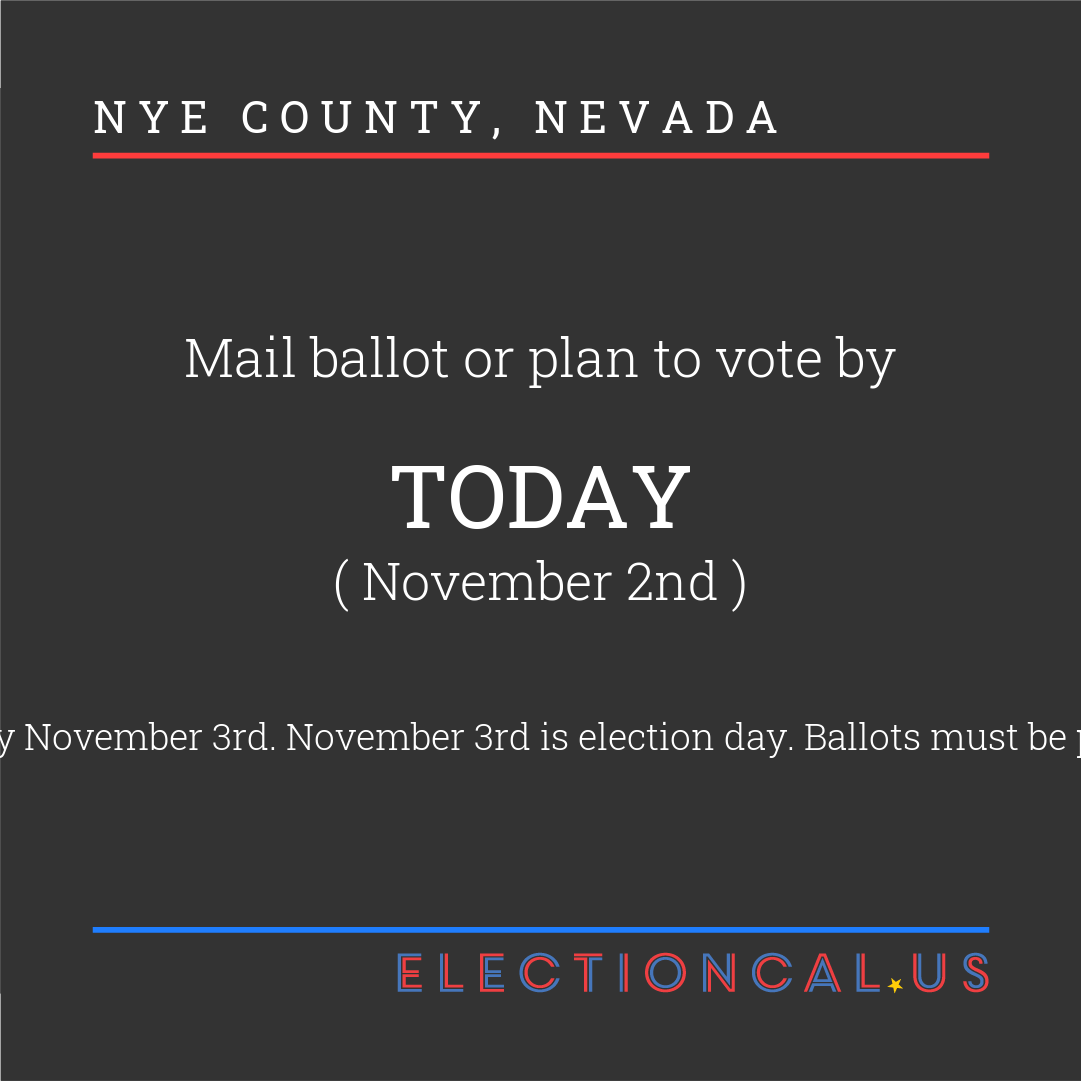 NYE COUNTY, NEVADA
Mail ballot or plan to vote by
TODAY
( November 2nd )
y November 3rd. November 3rd is election day. Ballots must be
ELECTIONCAL.US